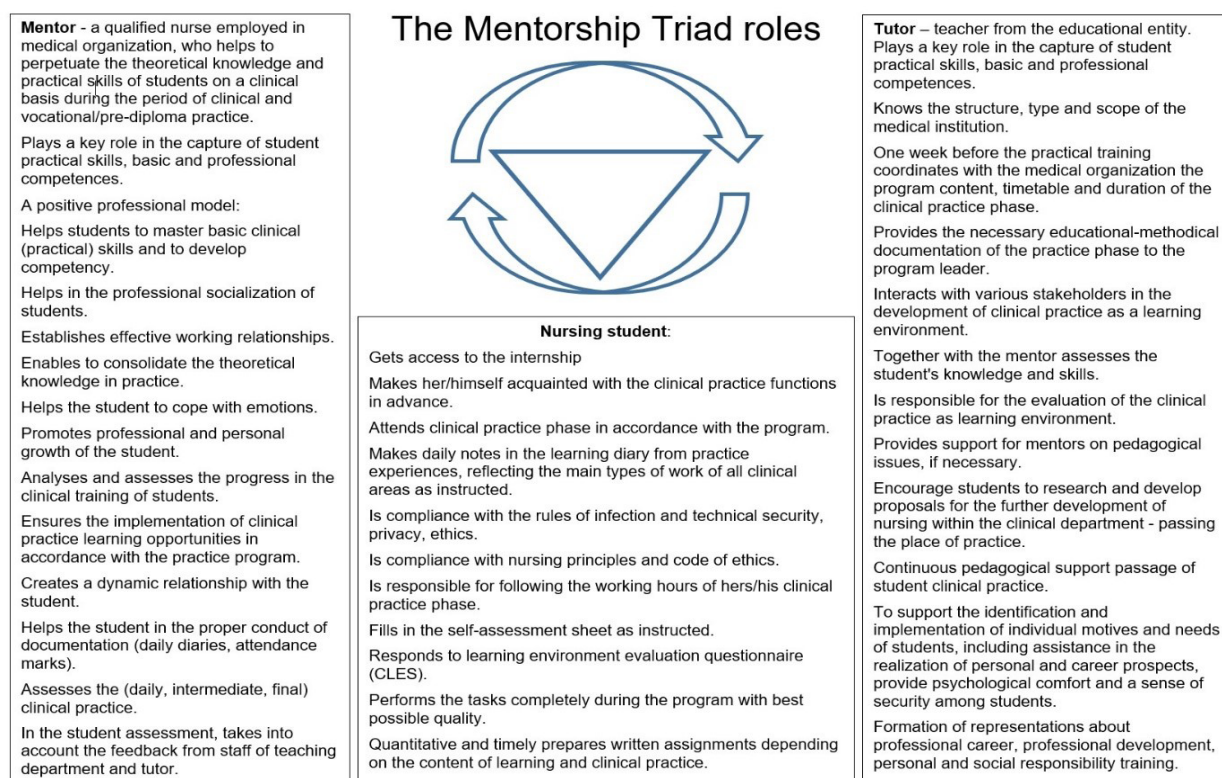 The Mentorship Triad roles
Mentor - a qualified nurse employed in
medical organization, who helps to
perpetuate the theoretical knowledge and
practical skills of students on a clinical
basis during the period of clinical and
vocational/pre-diploma practice.
Plays a key role in the capture of student
practical skills, basic and professional
competences.
A positive professional model:
Helps students to master basic clinical
(practical) skills and to develop
competency.
Helps in the professional socialization of
students.
Establishes effective working relationships.
Enables to consolidate the theoretical
knowledge in practice.
Helps the student to cope with emotions.
Promotes professional and personal
growth of the student.
Analyses and assesses the progress in the
clinical training of students.
Ensures the implementation of clinical
practice learning opportunities in
accordance with the practice program.
Creates a dynamic relationship with the
student.
Helps the student in the proper conduct of
documentation (daily diaries, attendance
marks).
Assesses the (daily, intermediate, final)
clinical practice.
In the student assessment, takes into
account the feedback from staff of teaching
department and tutor.
Nursing student:
Gets access to the internship
Makes her/himself acquainted with the clinical practice functions
in advance.
Attends clinical practice phase in accordance with the program.
Makes daily notes in the learning diary from practice
experiences, reflecting the main types of work of all clinical
areas as instructed.
Is compliance with the rules of infection and technical security,
privacy, ethics.
Is compliance with nursing principles and code of ethics.
Is responsible for following the working hours of hers/his clinical
practice phase.
Fills in the self-assessment sheet as instructed.
Responds to learning environment evaluation questionnaire
(CLES).
Performs the tasks completely during the program with best
possible quality.
Quantitative and timely prepares written assignments depending
on the content of learning and clinical practice.
Tutor – teacher from the educational entity.
Plays a key role in the capture of student
practical skills, basic and professional
competences.
Knows the structure, type and scope of the
medical institution.
One week before the practical training
coordinates with the medical organization the
program content, timetable and duration of the
clinical practice phase.
Provides the necessary educational-methodical
documentation of the practice phase to the
program leader.
Interacts with various stakeholders in the
development of clinical practice as a learning
environment.
Together with the mentor assesses the
student's knowledge and skills.
Is responsible for the evaluation of the clinical
practice as learning environment.
Provides support for mentors on pedagogical
issues, if necessary.
Encourage students to research and develop
proposals for the further development of
nursing within the clinical department - passing
the place of practice.
Continuous pedagogical support passage of
student clinical practice.
To support the identification and
implementation of individual motives and needs
of students, including assistance in the
realization of personal and career prospects,
provide psychological comfort and a sense of
security among students.
Formation of representations about
professional career, professional development,
personal and social responsibility training.